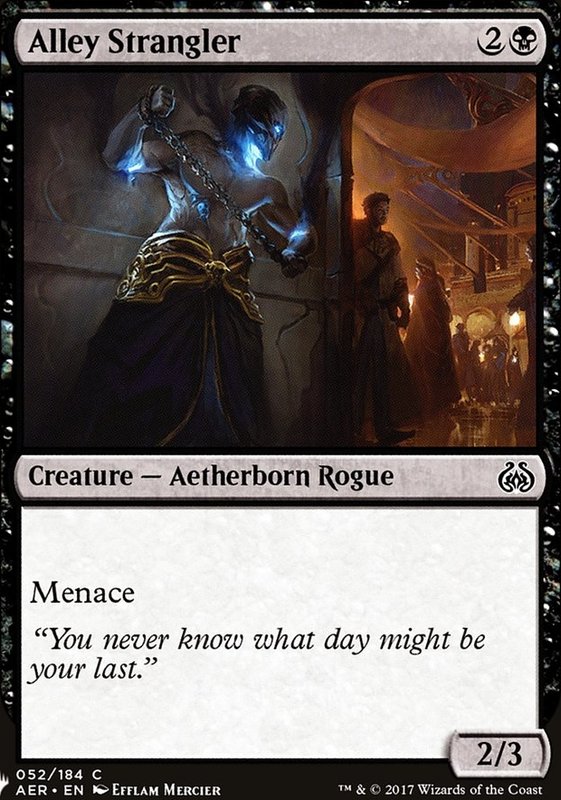 Alley Strangler 2
Creature — Aetherborn Rogue
Menace
“You never know what day might be
your last.”
2/3
052/184 C
AER • EN Efflam Mercier
™ & © 2017 Wizards of the Coast